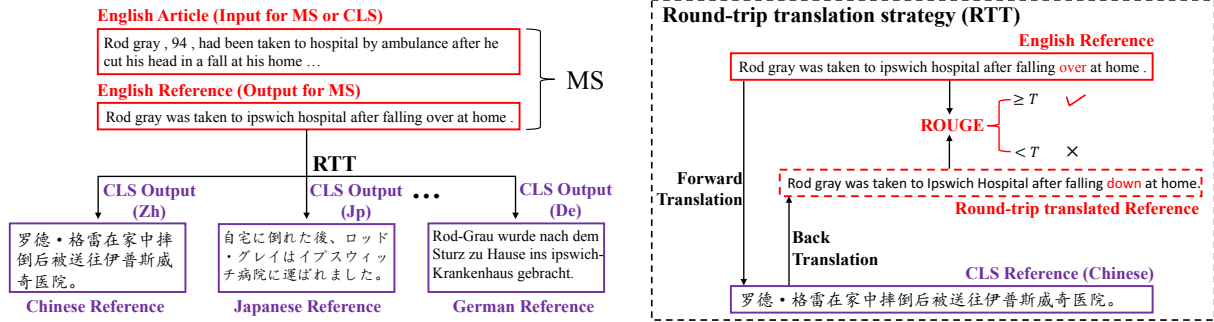 English Article (Input for MS or CLS)
Rod gray , 94 , had been taken to hospital by ambulance after he
cut his head in a fall at his home …
MS
English Reference (Output for MS)
Rod gray was taken to ipswich hospital after falling over at home .
RTT
CLS Output
(Zh)
CLS Output
(Jp)
…
CLS Output
(De)
罗德·格雷在家中摔
倒后被送往伊普斯威
奇医院。
Chinese Reference
自宅に倒れた後、ロッド
・グレイはイプスウィッ
チ病院に運ばれました。
Japanese Reference
Rod-Grau wurde nach dem
Sturz zu Hause ins ipswich-
Krankenhaus gebracht.
German Reference
Round-trip translation strategy (RTT)
English Reference
Rod gray was taken to ipswich hospital after falling over at home .
≥ T ✓
ROUGE
< T ×
Forward
Translation
Rod gray was taken to Ipswich Hospital after falling down at home.
Round-trip translated Reference
Back
Translation
CLS Reference (Chinese)
罗德·格雷在家中摔倒后被送往伊普斯威奇医院。